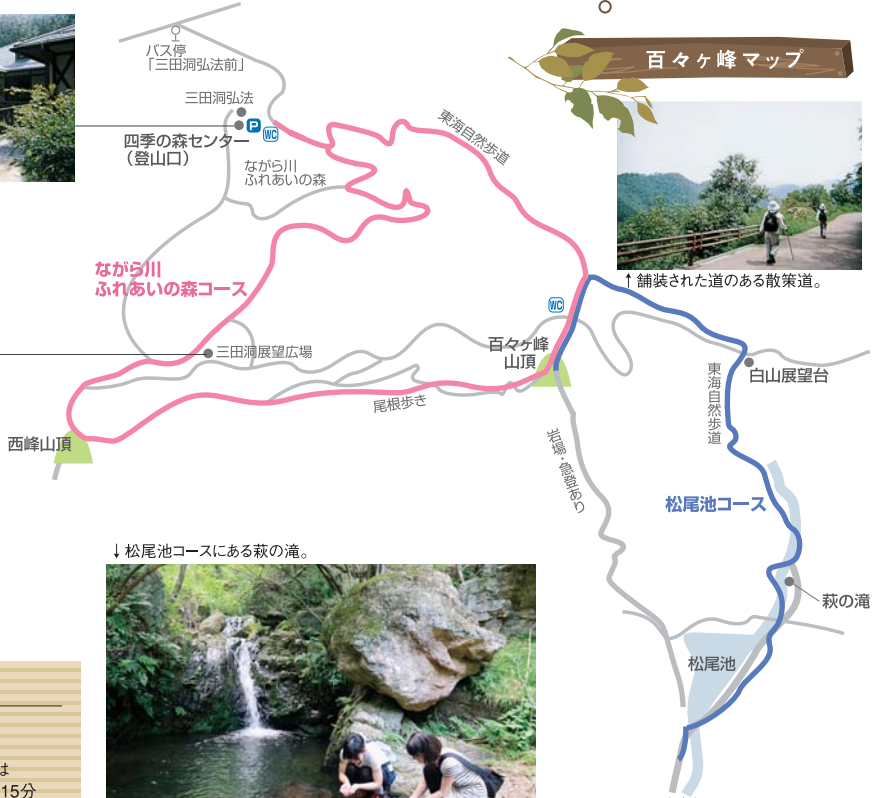 百々ヶ峰マップ
バス停
「三田洞弘法前」
三田洞弘法
P
WC
四季の森センター
(登山口)
ながら川
ふれあいの森
東海自然歩道
↑舗装された道のある散策道。
ながら川
ふれあいの森コース
WC
三田洞展望広場
百々ヶ峰
山頂
白山展望台
東海自然歩道
尾根歩き
西峰山頂
岩場・急登あり
松尾池コース
↓松尾池コースにある萩の滝。
萩の滝
松尾池
は
15分